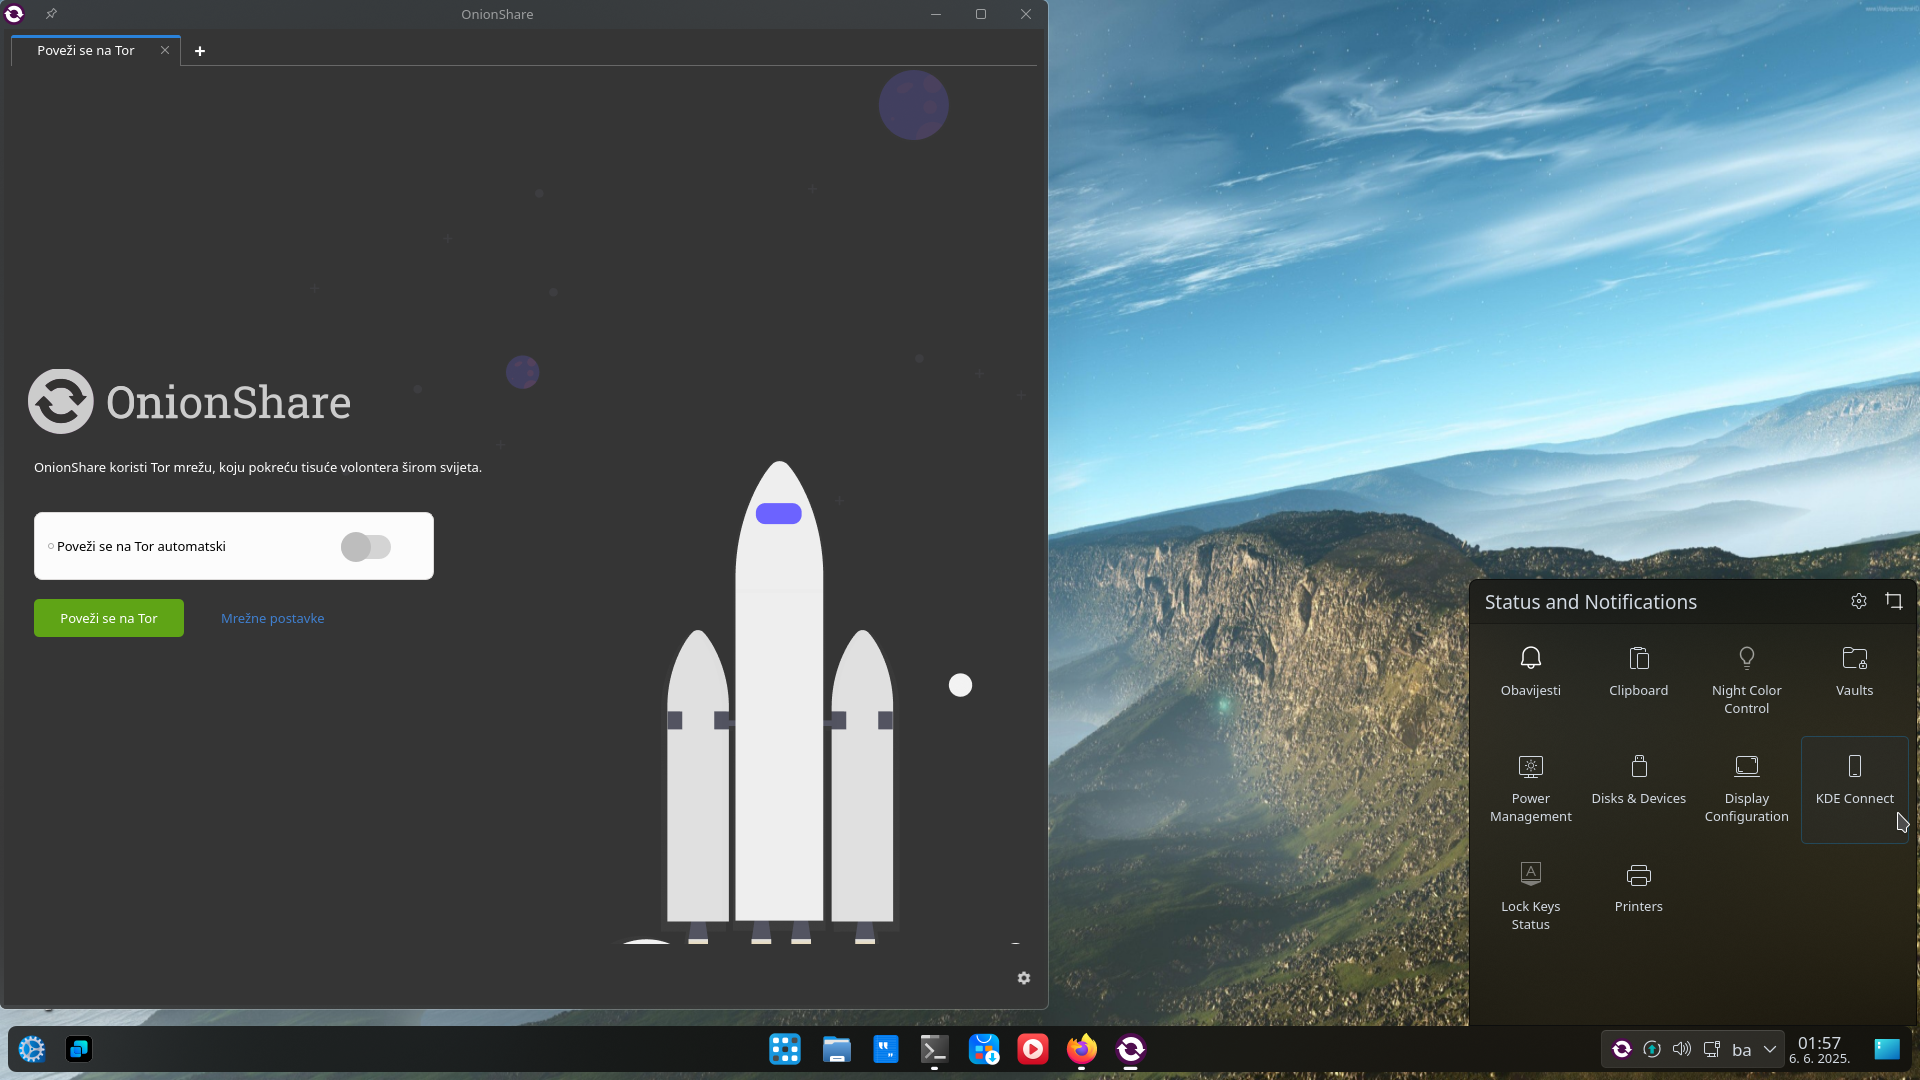 OnionShare
Poveži se na Tor
OnionShare
OnionShare koristi Tor mrežu, koju pokreću tisuće volontera širom svijeta.
Poveži se na Tor automatski
Poveži se na Tor
Mrežne postavke
Status and Notifications
Obavijesti
Clipboard
Night Color
Control
Vaults
Power
Management
Disks & Devices
Display
Configuration
KDE Connect
A
Lock Keys
Status
Printers
ba
01:57
6. 6. 2025.